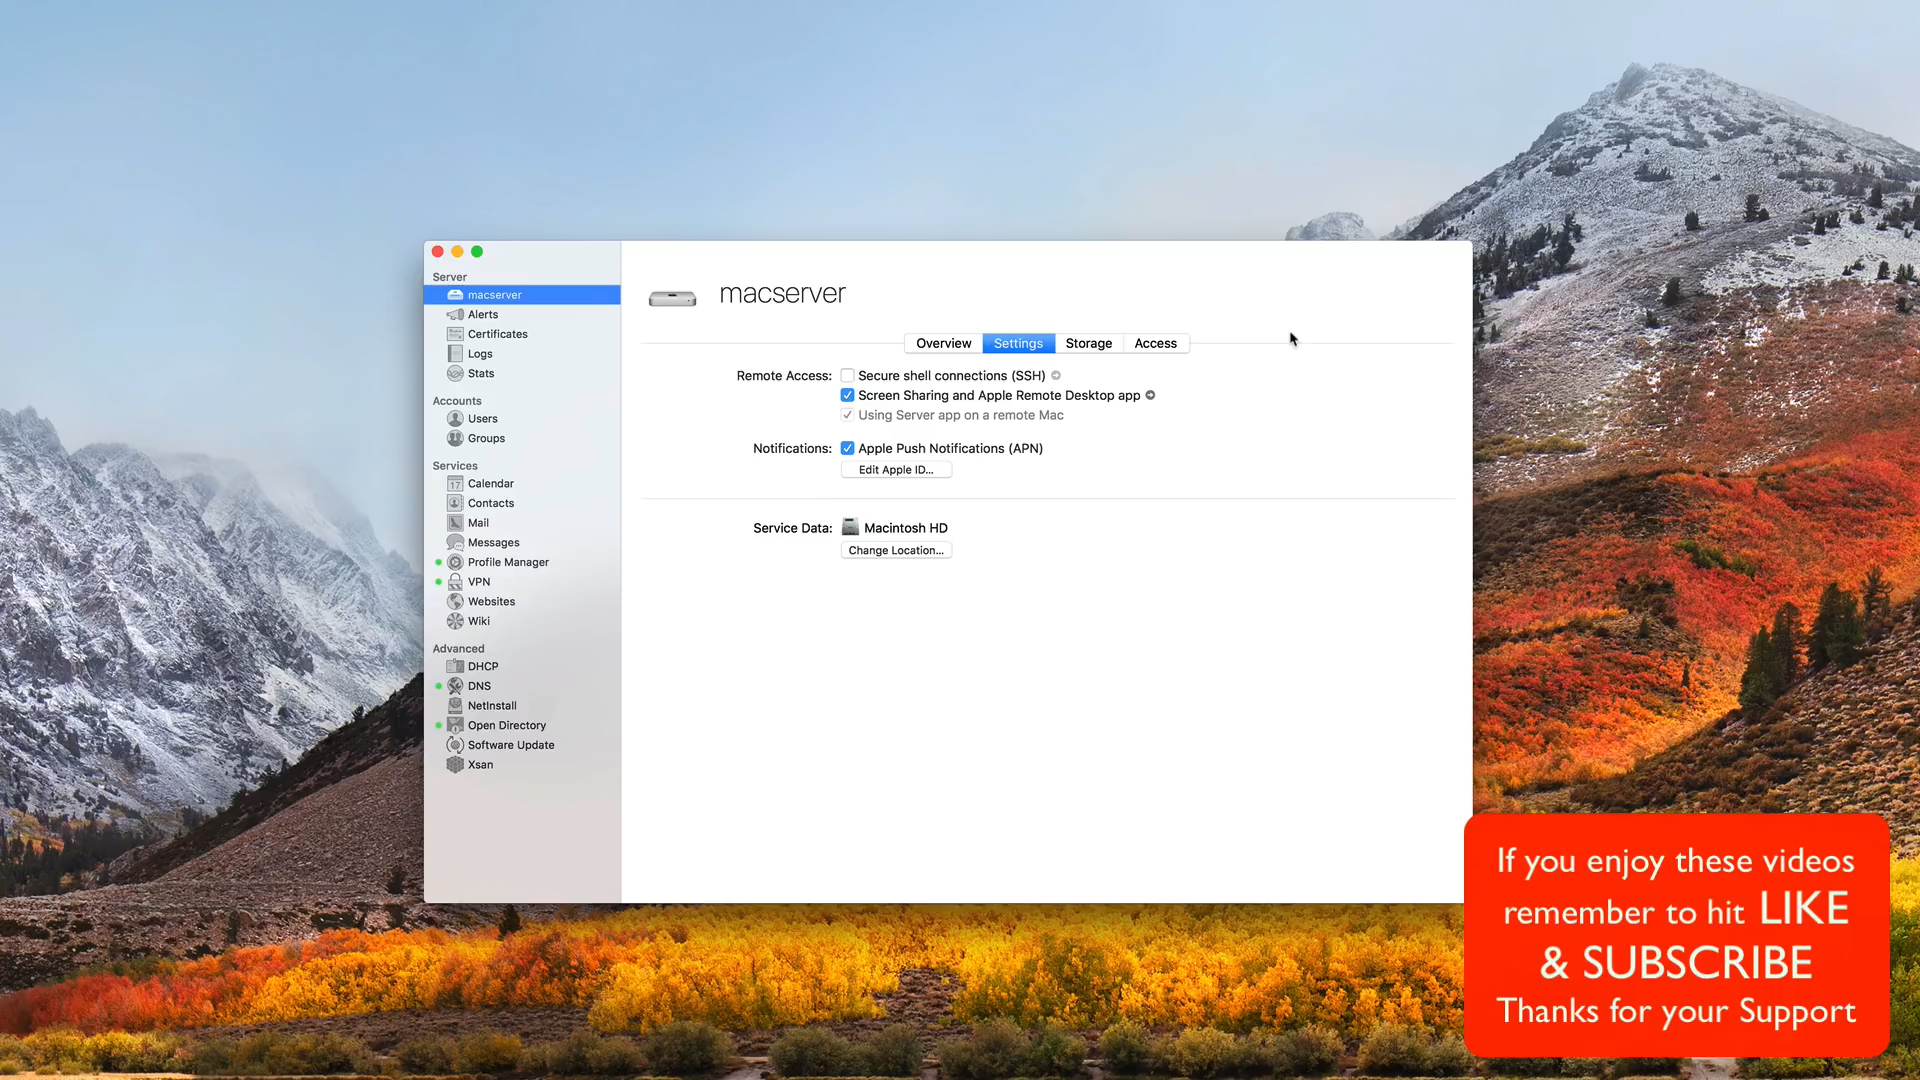 Server
macserver
Alerts
Certificates
Logs
Stats
Accounts
Users
Groups
Services
17 Calendar
Contacts
Mail
Messages
Profile Manager
VPN
Websites
Wiki
Advanced
DHCP
DNS
NetInstall
Open Directory
Software Update
Xsan
macserver
Overview Settings Storage Access
Remote Access: Secure shell connections (SSH)
Screen Sharing and Apple Remote Desktop app
Using Server app on a remote Mac
Notifications: Apple Push Notifications (APN)
Edit Apple ID...
Service Data: Macintosh HD
Change Location...
If you enjoy these videos
remember to hit LIKE
& SUBSCRIBE
Thanks for your Support